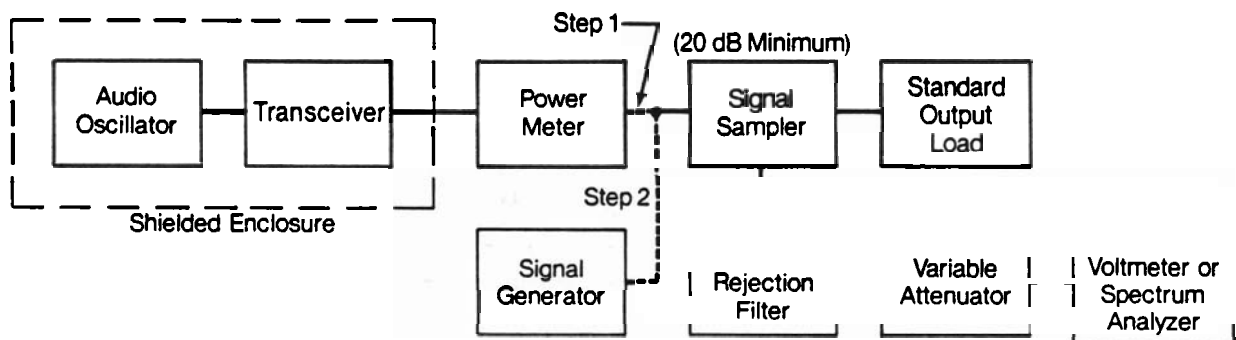 Step 1
(20 dB Minimum)
Audio
Oscillator
Transceiver
Power
Meter
Signal
Sampler
Standard
Output
Load
Shielded Enclosure
Step 2
Signal
Generator
Rejection
Filter
Variable
Attenuator
Voltmeter or
Spectrum
Analyzer